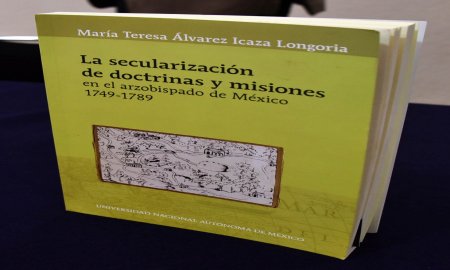 María Teresa Álvarez Icaza Longoria
La secularización
de doctrinas y misiones
en el arzobispado de México
1749-1789
UNIVERSIDAD NACIONAL AUTÓNOMA DE MÉXICO